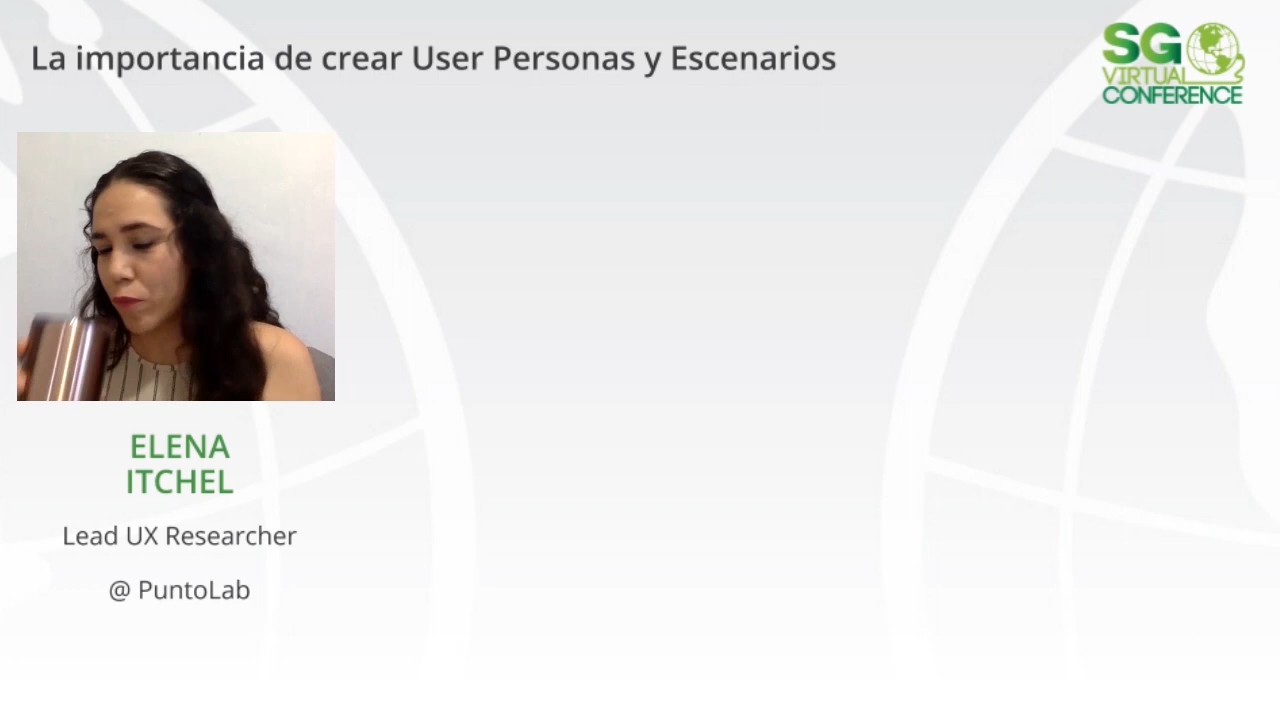 La importancia de crear User Personas y Escenarios
SG
VIRTUAL
CONFERENCE
ELENA
ITCHEL
Lead UX Researcher
@ PuntoLab